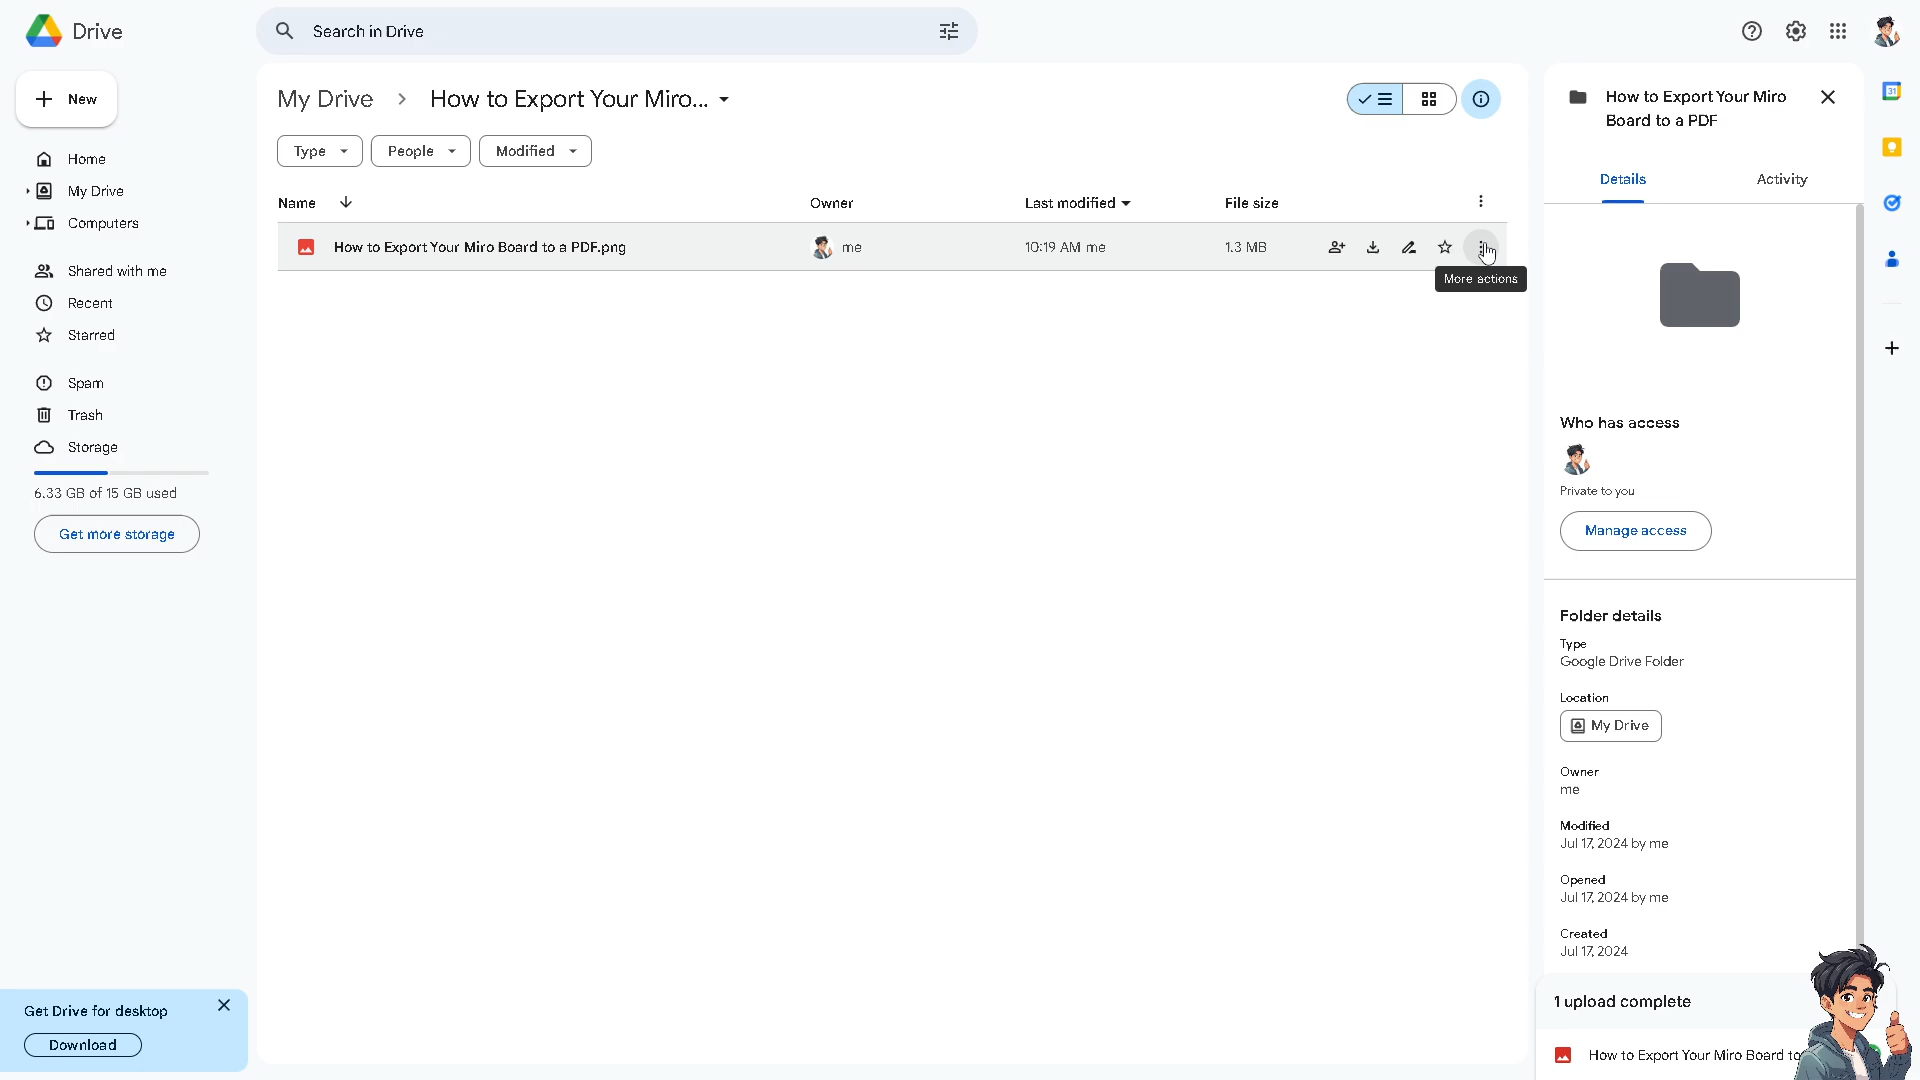 Drive
Search in Drive
New
Home
My Drive
Computers
Shared with me
Recent
Starred
Spam
Trash
Storage
6.33 GB of 15 GB used
Get more storage
Get Drive for desktop
Download
My Drive
How to Export Your Miro...
Type
People
Modified
Name
Owner
Last modified
File size
How to Export Your Miro Board to a PDF.png
me
10:19 AM me
1.3 MB
More actions
How to Export Your Miro
Board to a PDF
Details
Activity
Who has access
Private to you
Manage access
Folder details
Type
Google Drive Folder
Location
My Drive
Owner
me
Modified
Jul 17, 2024 by me
Opened
Jul 17, 2024 by me
Created
Jul 17, 2024
1 upload complete
How to Export Your Miro Board to
31